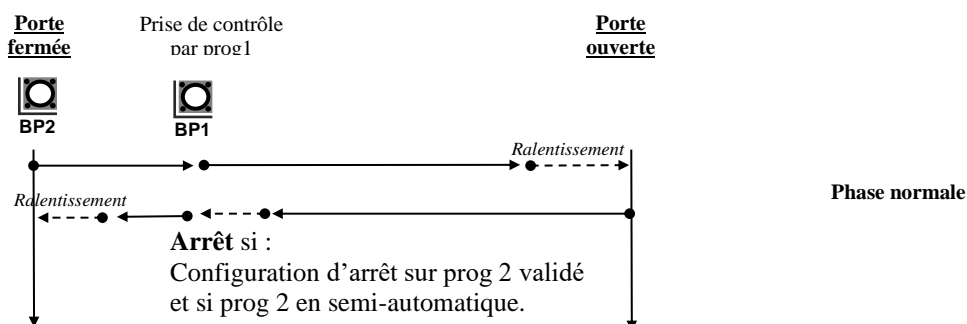 Porte
fermée
Prise de contrôle
par prog1
Porte
ouverte
BP2
BP1
Ralentissement
Ralentissement
Phase normale
Arrêt si :
Configuration d’arrêt sur prog 2 validé
et si prog 2 en semi-automatique.